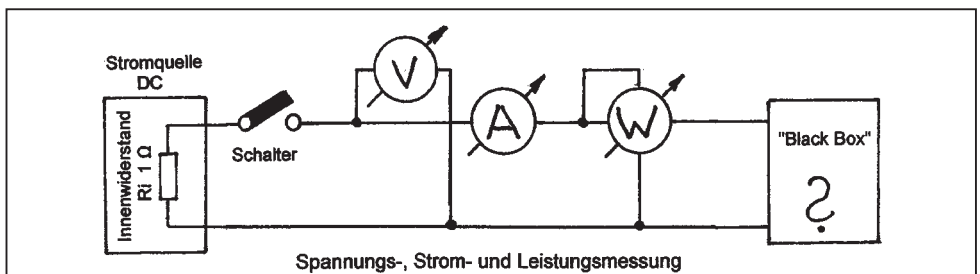 Stromquelle
DC
Innenwiderstand
Ri 1 Ω
Schalter
V
A
W
"Black Box"
?
Spannungs-, Strom- und Leistungsmessung